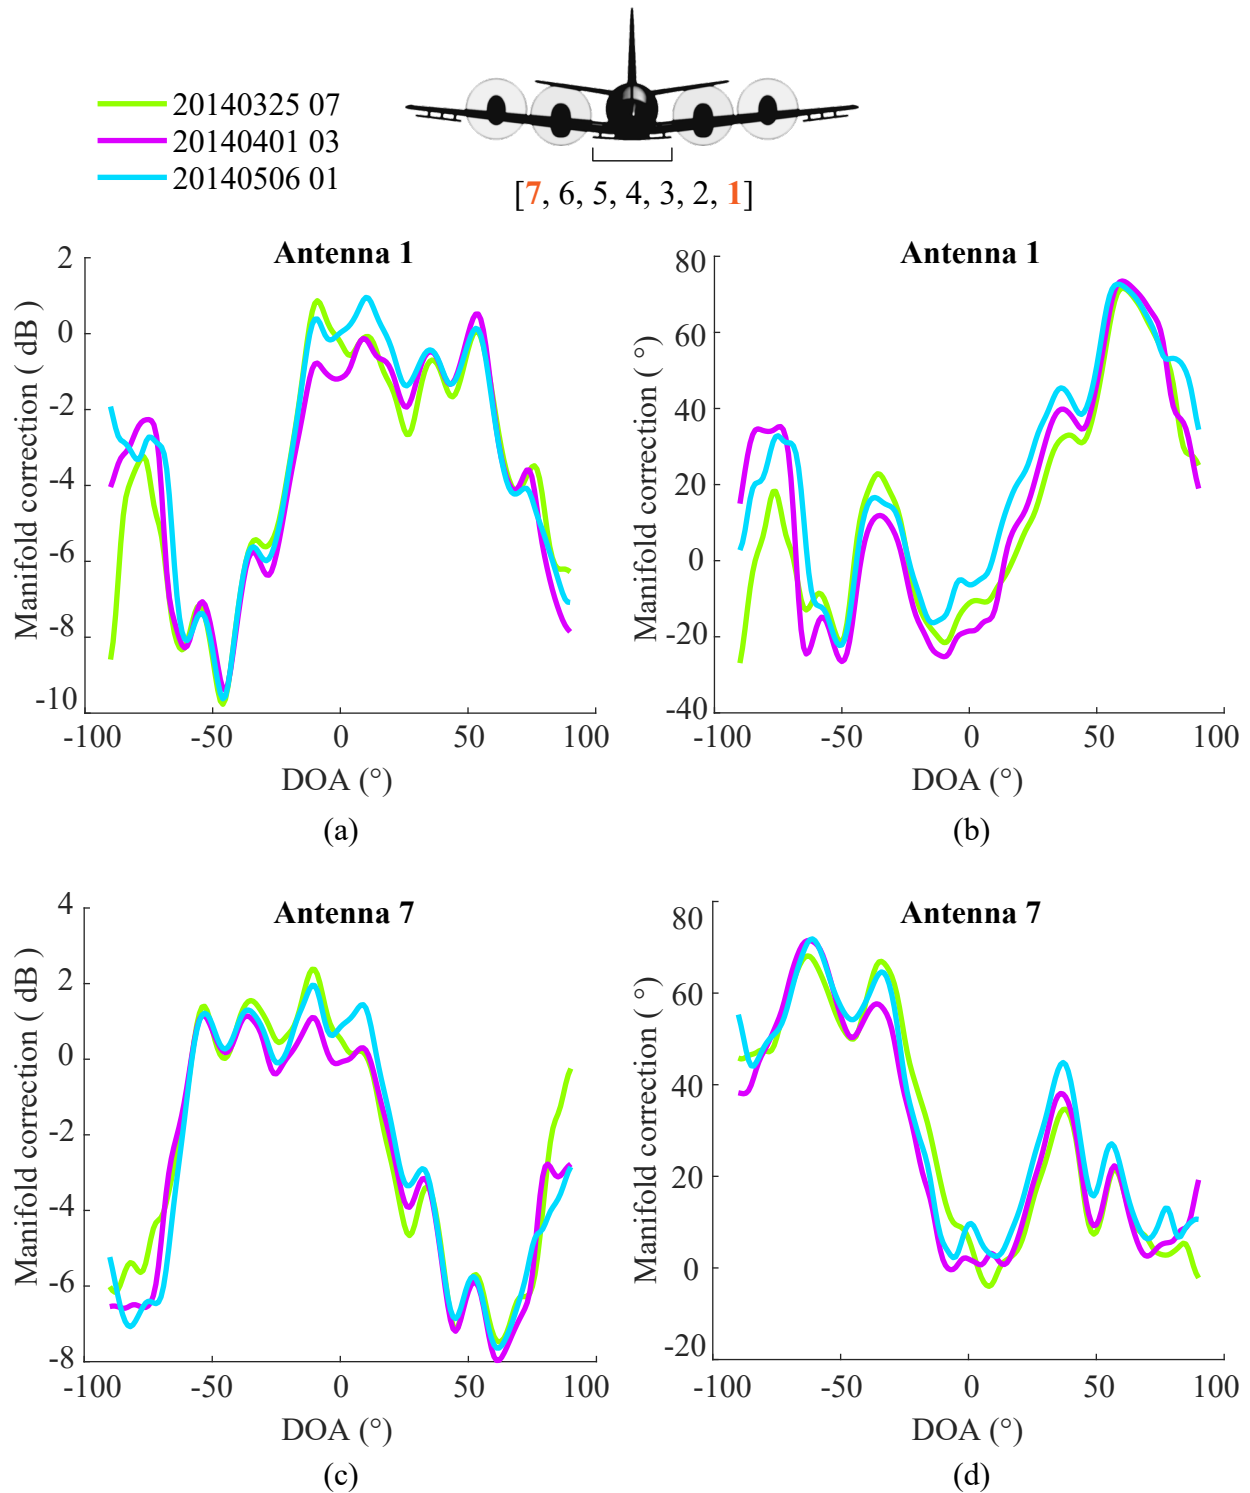 20140325 07
20140401 03
20140506 01
[7, 6, 5, 4, 3, 2, 1]
Antenna 1
Manifold correction ( dB )
2
0
-2
-4
-6
-8
-10
-100 -50 0 50 100
DOA (°)
(a)
Antenna 1
Manifold correction ( °)
80
60
40
20
0
-20
-40
-100 -50 0 50 100
DOA (°)
(b)
Antenna 7
Manifold correction ( dB )
4
2
0
-2
-4
-6
-8
-100 -50 0 50 100
DOA (°)
(c)
Antenna 7
Manifold correction ( °)
80
60
40
20
0
-20
-100 -50 0 50 100
DOA (°)
(d)